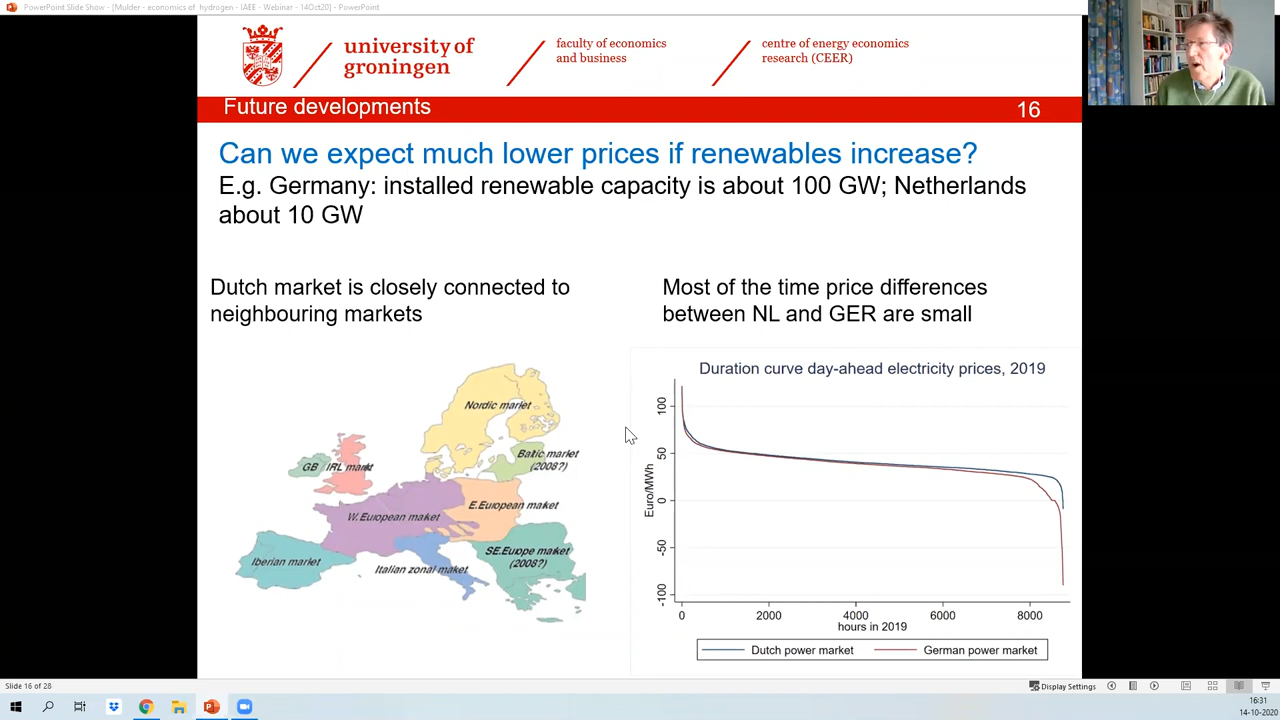 PowerPoint Slide Show - [Mulder - economics of hydrogen - IAEE - Webinar - 14Oct20] - PowerPoint
university of
groningen
faculty of economics
and business
centre of energy economics
research (CEER)
Future developments
16
Can we expect much lower prices if renewables increase?
E.g. Germany: installed renewable capacity is about 100 GW; Netherlands
about 10 GW
Dutch market is closely connected to
neighbouring markets
Most of the time price differences
between NL and GER are small
Nordic market
Baltic market
(2008?)
GB
IRL market
W.European market
E.European market
SE.Europe market
(2008?)
Iberian market
Italian zonal market
Duration curve day-ahead electricity prices, 2019
Euro/MWh
100
50
0
-50
-100
0
2000
4000
6000
8000
hours in 2019
Dutch power market
German power market
Slide 16 of 28
Display Settings
16:31
14-10-2020